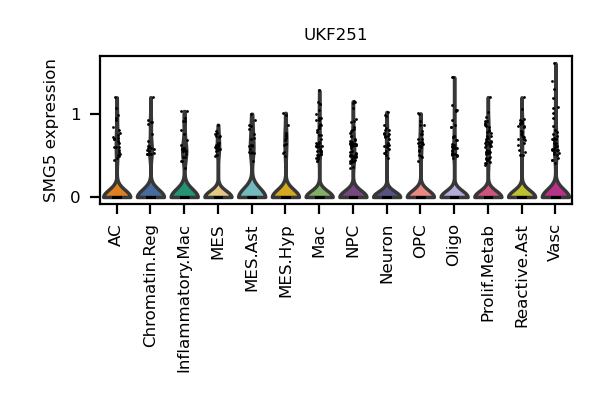 UKF251
SMG5 expression
1
0
AC
Chromatin.Reg
Inflammatory.Mac
MES
MES.Ast
MES.Hyp
Mac
NPC
Neuron
OPC
Oligo
Prolif.Metab
Reactive.Ast
Vasc